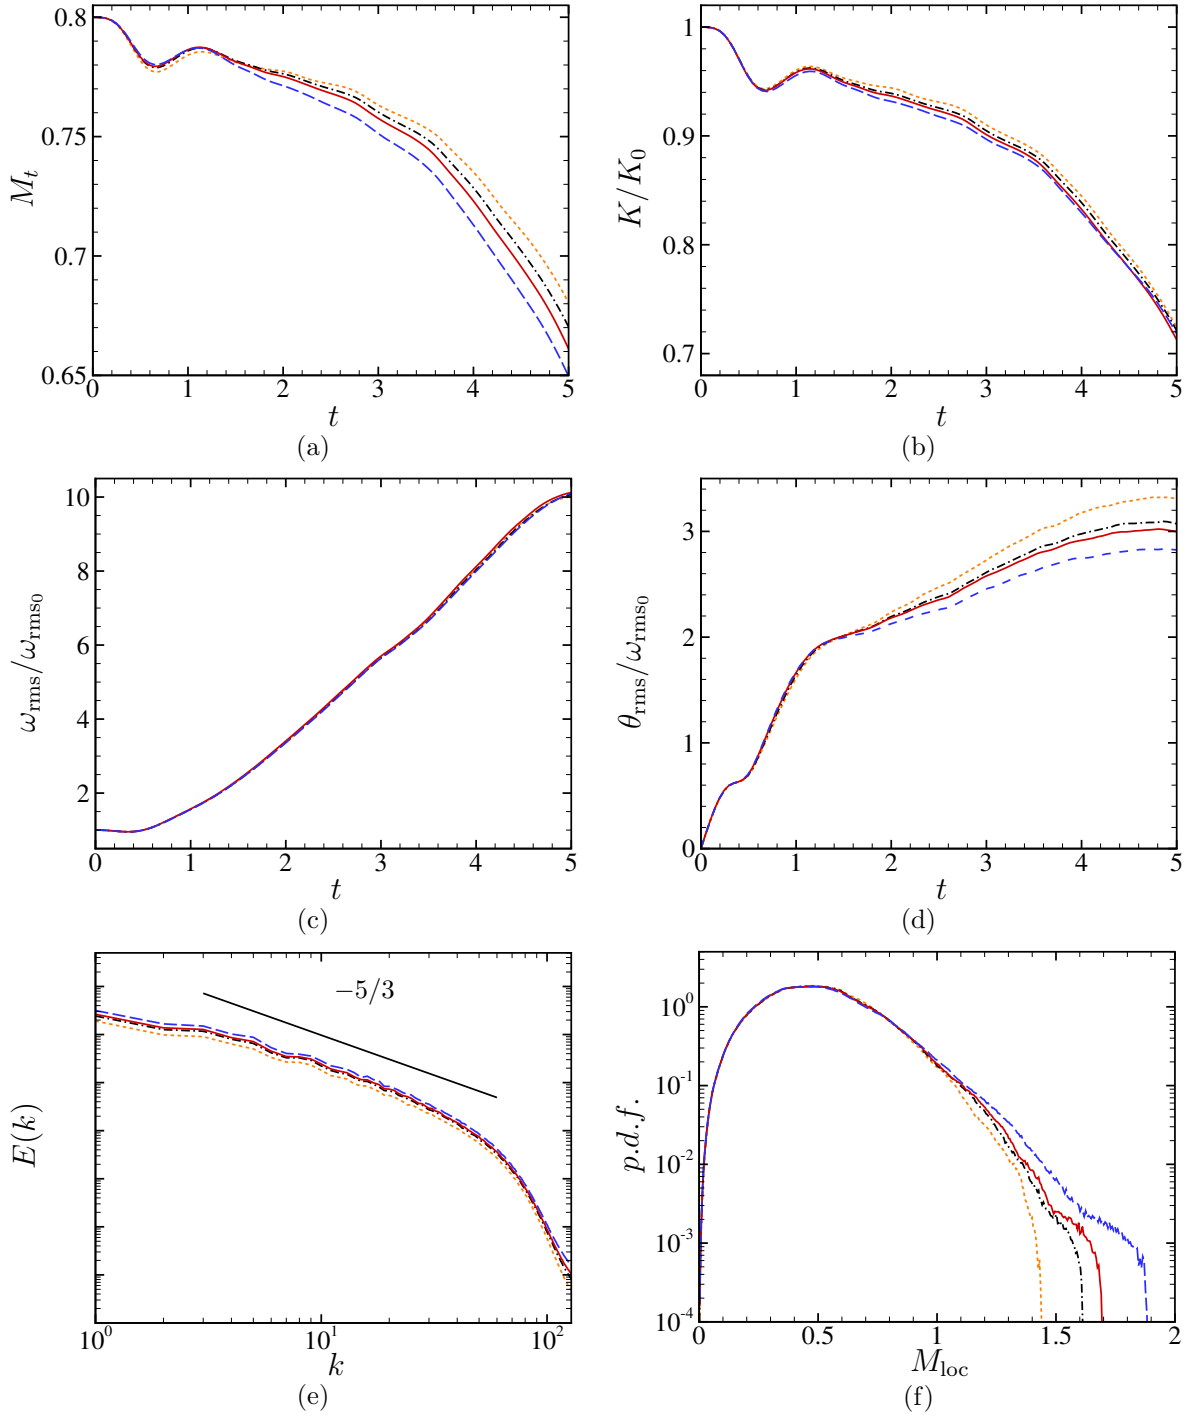 0.8
0.75
0.7
0.65
M_t
0 1 2 3 4 5
t
(a)
1
0.9
0.8
0.7
K/K_0
0 1 2 3 4 5
t
(b)
10
8
6
4
2
ω_rms/ω_rms0
0 1 2 3 4 5
t
(c)
3
2
1
0
θ_rms/ω_rms0
0 1 2 3 4 5
t
(d)
−5/3
E(k)
10^0 10^1 10^2
k
(e)
10^0
10^-1
10^-2
10^-3
10^-4
p.d.f.
0 0.5 1 1.5 2
M_loc
(f)